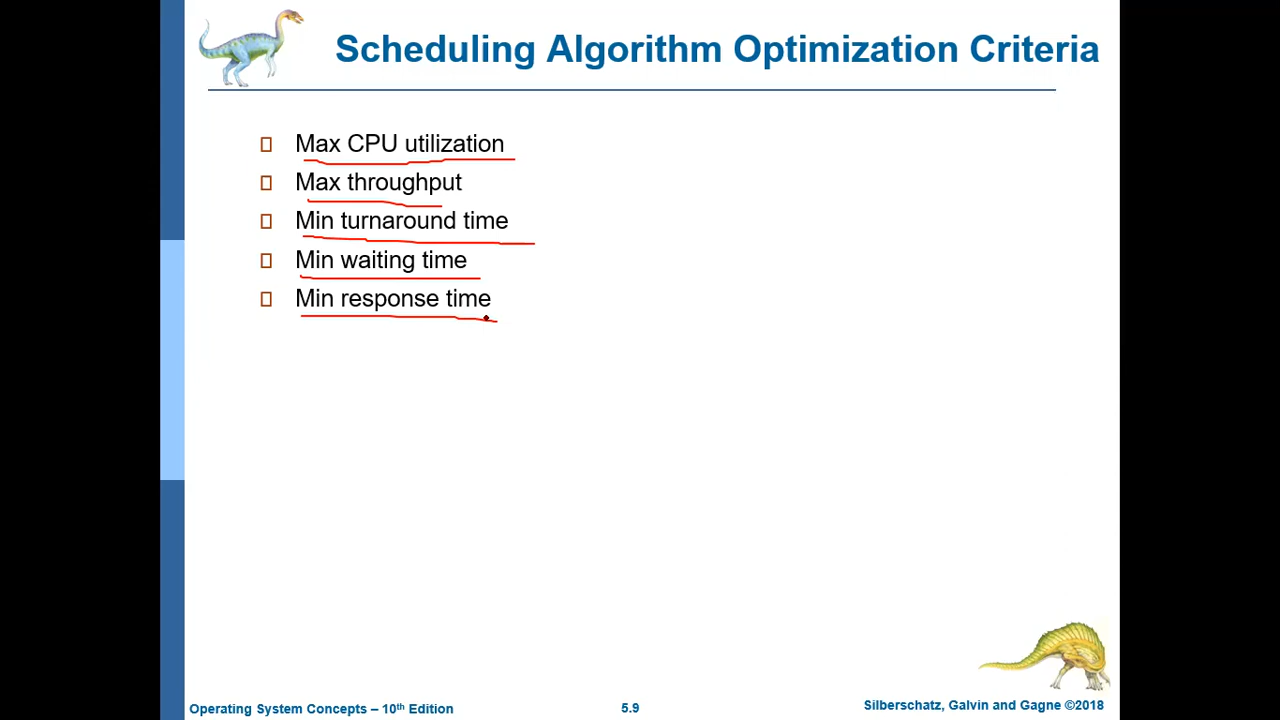 Scheduling Algorithm Optimization Criteria
Max CPU utilization
Max throughput
Min turnaround time
Min waiting time
Min response time
Operating System Concepts – 10th Edition
5.9
Silberschatz, Galvin and Gagne ©2018